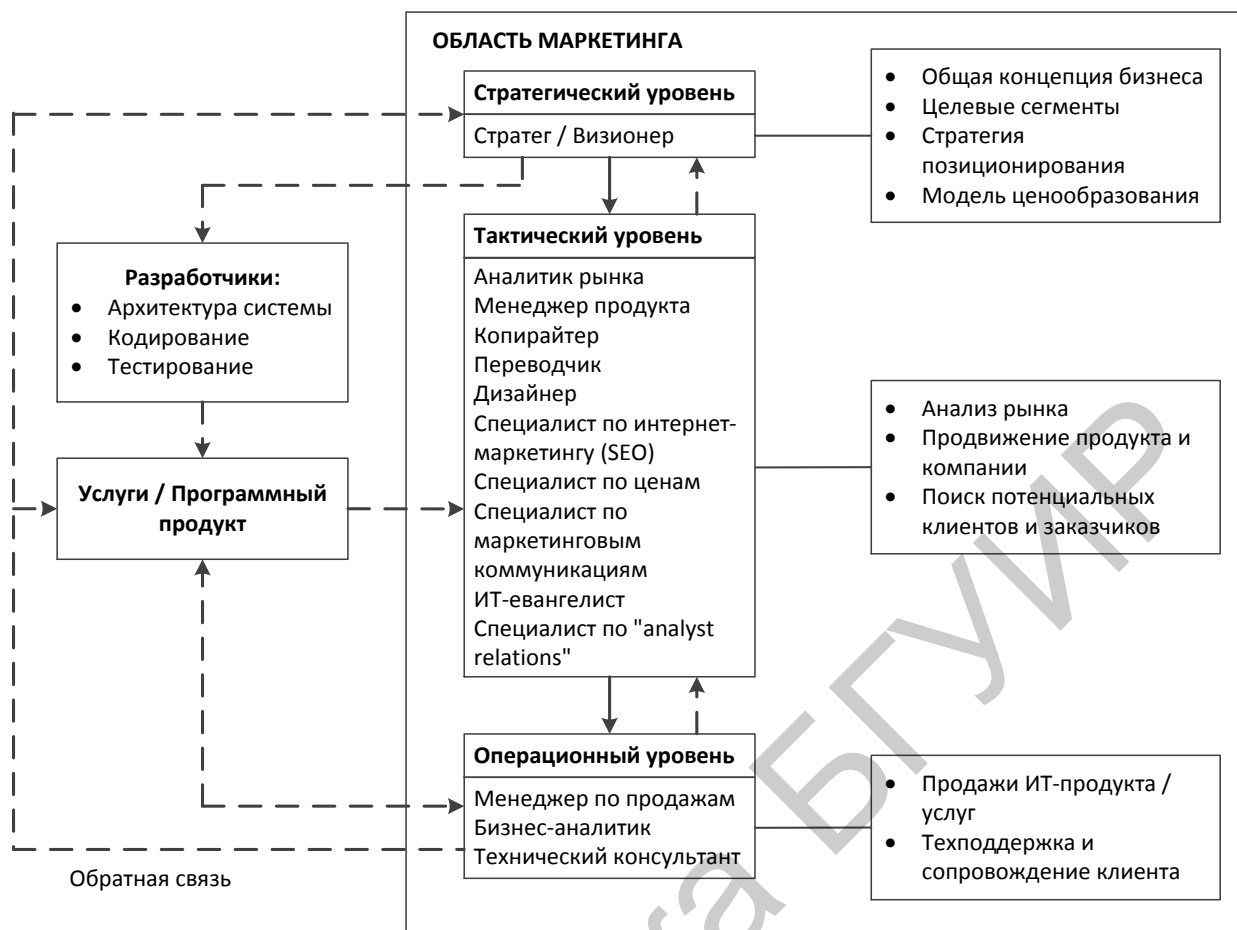 ОБЛАСТЬ МАРКЕТИНГА
Стратегический уровень
Стратег / Визионер
• Общая концепция бизнеса
• Целевые сегменты
• Стратегия
позиционирования
• Модель ценообразования
Разработчики:
• Архитектура системы
• Кодирование
• Тестирование
Услуги / Программный
продукт
Тактический уровень
Аналитик рынка
Менеджер продукта
Копирайтер
Переводчик
Дизайнер
Специалист по интернет-
маркетингу (SEO)
Специалист по ценам
Специалист по
маркетинговым
коммуникациям
ИТ-евангелист
Специалист по "analyst
relations"
• Анализ рынка
• Продвижение продукта и
компании
• Поиск потенциальных
клиентов и заказчиков
Операционный уровень
Менеджер по продажам
Бизнес-аналитик
Технический консультант
• Продажи ИТ-продукта /
услуг
• Техподдержка и
сопровождение клиента
Обратная связь
БГУИР